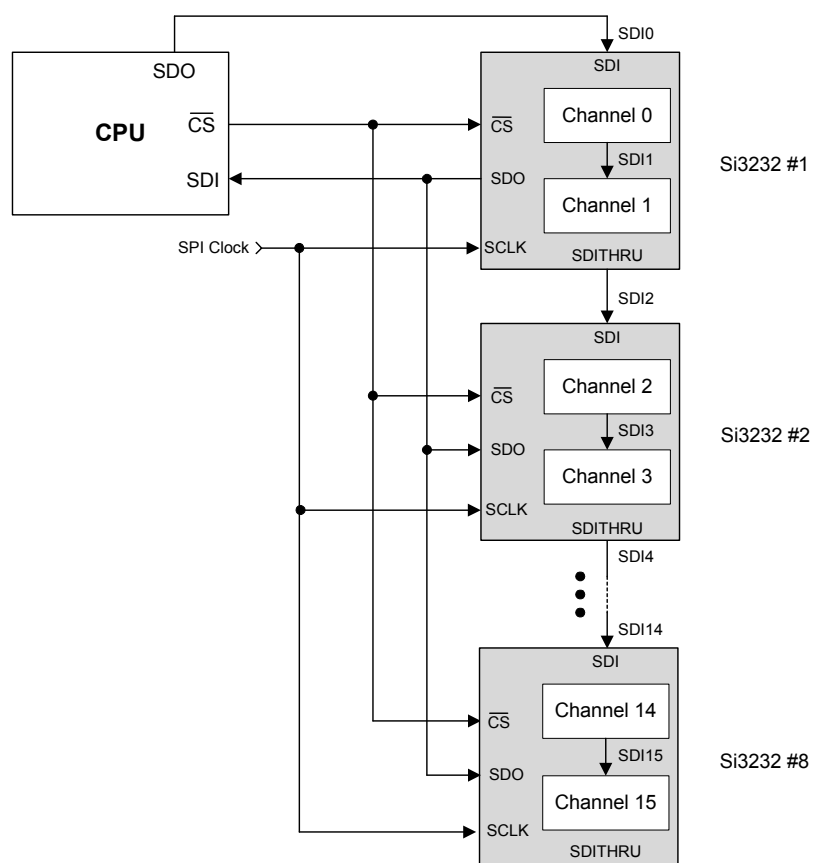 SDI0
SDO
SDI
CPU
CS
CS
Channel 0
SDI1
Si3232 #1
SDI
SDO
Channel 1
SPI Clock
SCLK
SDITHRU
SDI2
SDI
CS
Channel 2
SDI3
Si3232 #2
SDO
Channel 3
SCLK
SDITHRU
SDI4
SDI14
SDI
CS
Channel 14
SDI15
Si3232 #8
SDO
Channel 15
SCLK
SDITHRU